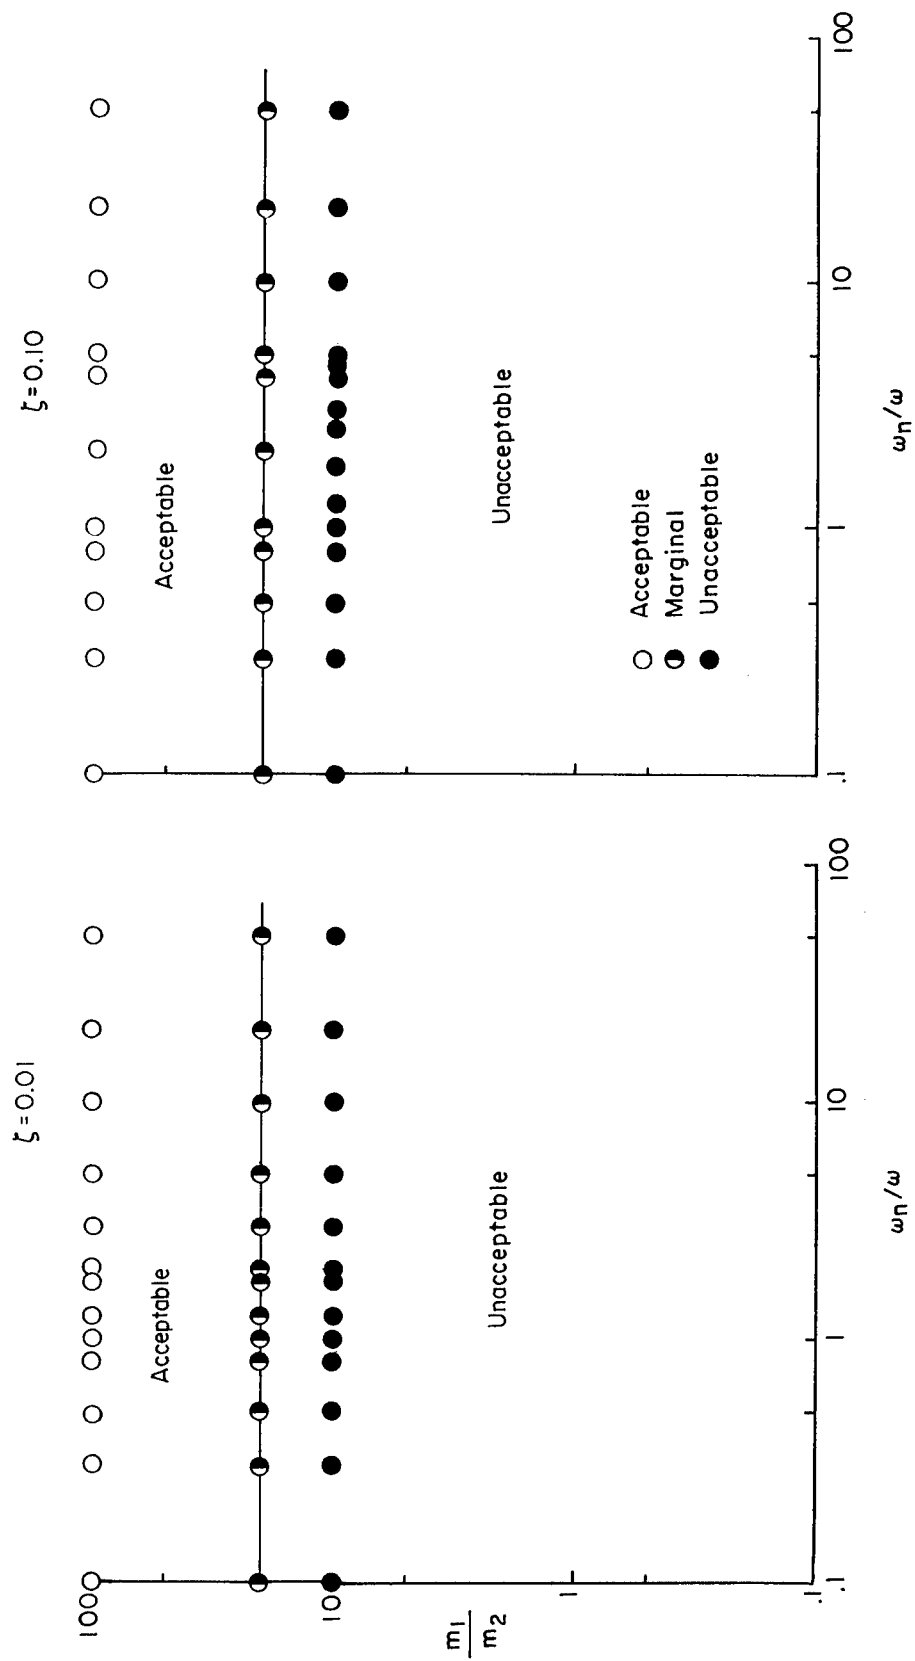 ζ = 0.01
100
10
1
.1
m1
m2
Acceptable
Unacceptable
.1
1
10
100
ωn/ω
ζ = 0.10
Acceptable
Unacceptable
Acceptable
Marginal
Unacceptable
.1
1
10
100
ωn/ω